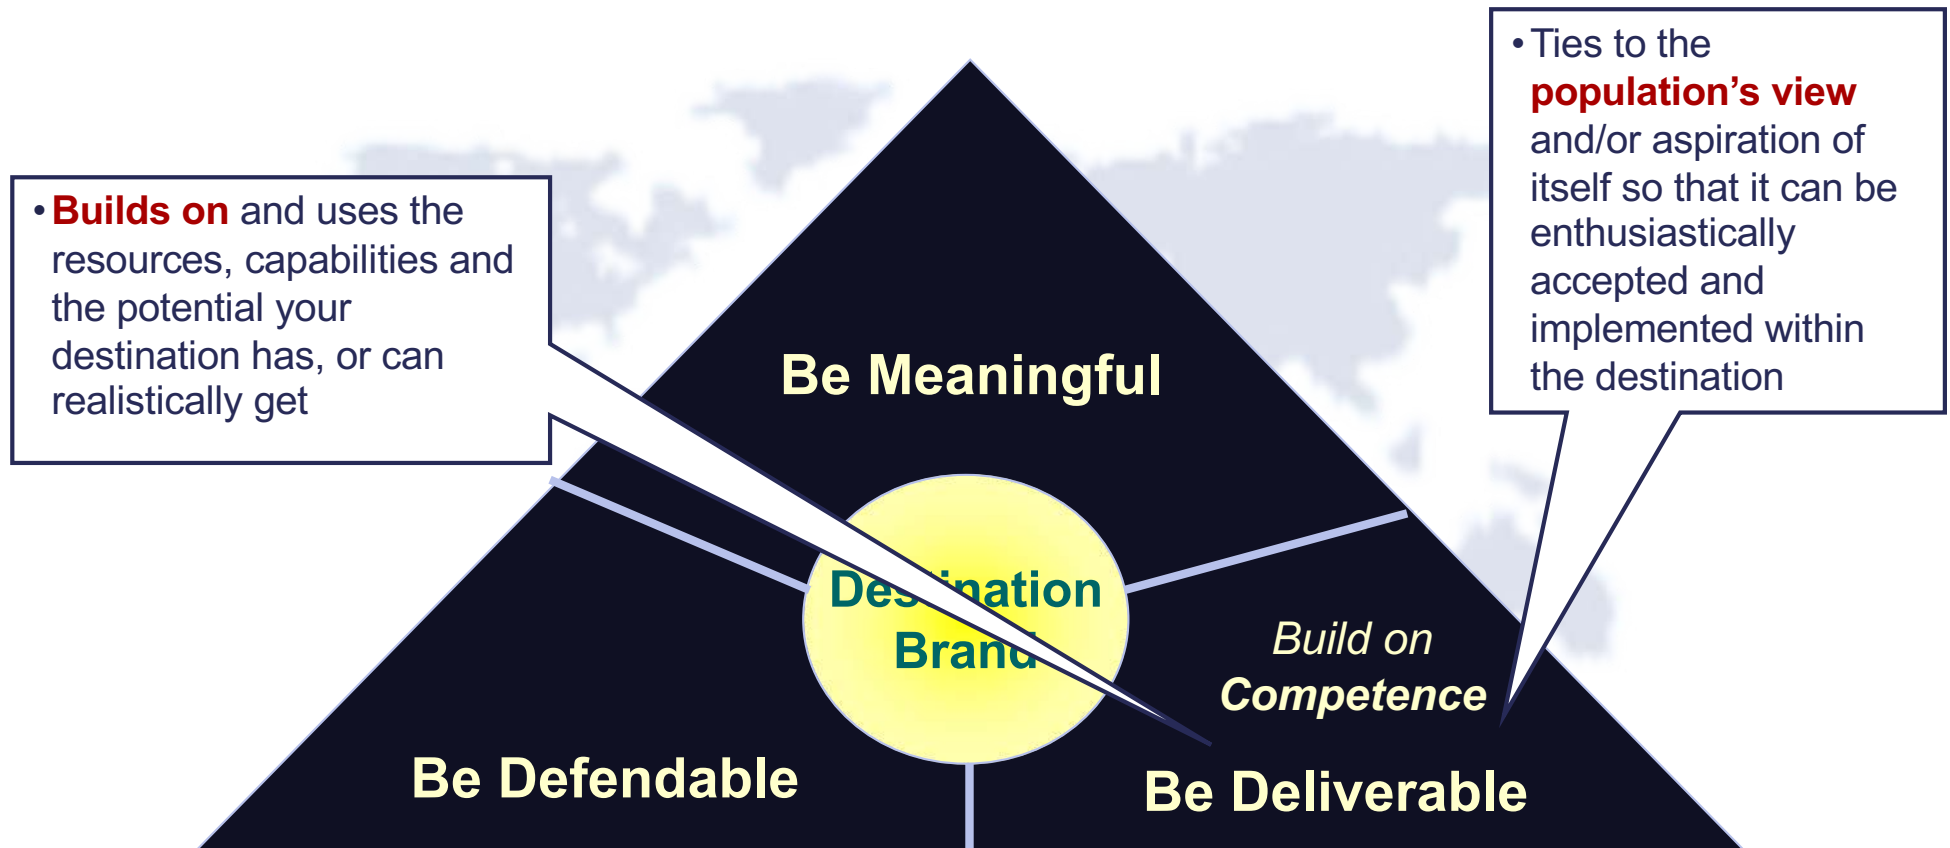 • Builds on and uses the
resources, capabilities and
the potential your
destination has, or can
realistically get
• Ties to the
population’s view
and/or aspiration of
itself so that it can be
enthusiastically
accepted and
implemented within
the destination
Be Meaningful
Destination
Brand
Build on
Competence
Be Defendable
Be Deliverable